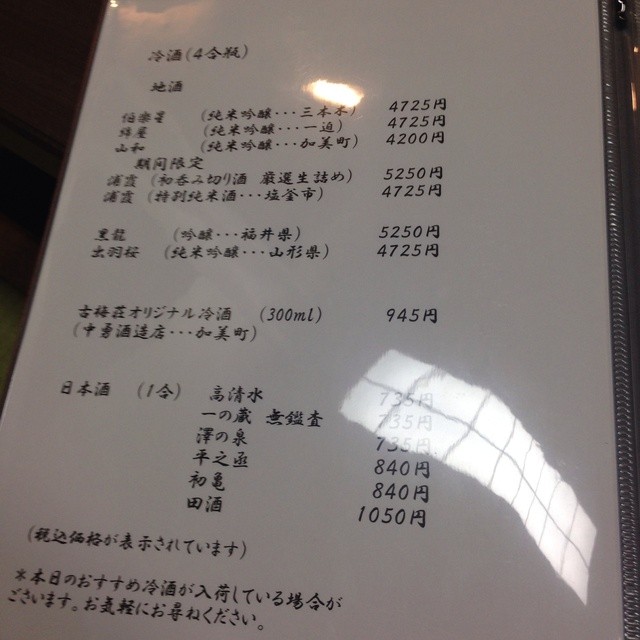 冷酒(4合瓶)
地酒
伯楽星 (純米吟醸・・・三本木) 4725円
綿屋 (純米吟醸・・・一迫) 4725円
山和 (純米吟醸・・・加美町) 4200円
期間限定
浦霞 (和呑み切り酒 厳選生詰め) 5250円
浦霞 (特別純米酒・・・塩釜市) 4725円
黒龍 (吟醸・・・福井県) 5250円
出羽桜 (純米吟醸・・・山形県) 4725円
古梅荘オリジナル冷酒 (300ml) 945円
(中勇酒造店・・・加美町)
日本酒 (1合) 高清水 735円
一の蔵 無鑑査 735円
澤の泉 735円
平之丞 840円
初亀 840円
田酒 1050円
(税込価格が表示されています)
*本日のおすすめ冷酒が入荷している場合が
ございます。お気軽にお尋ねください。